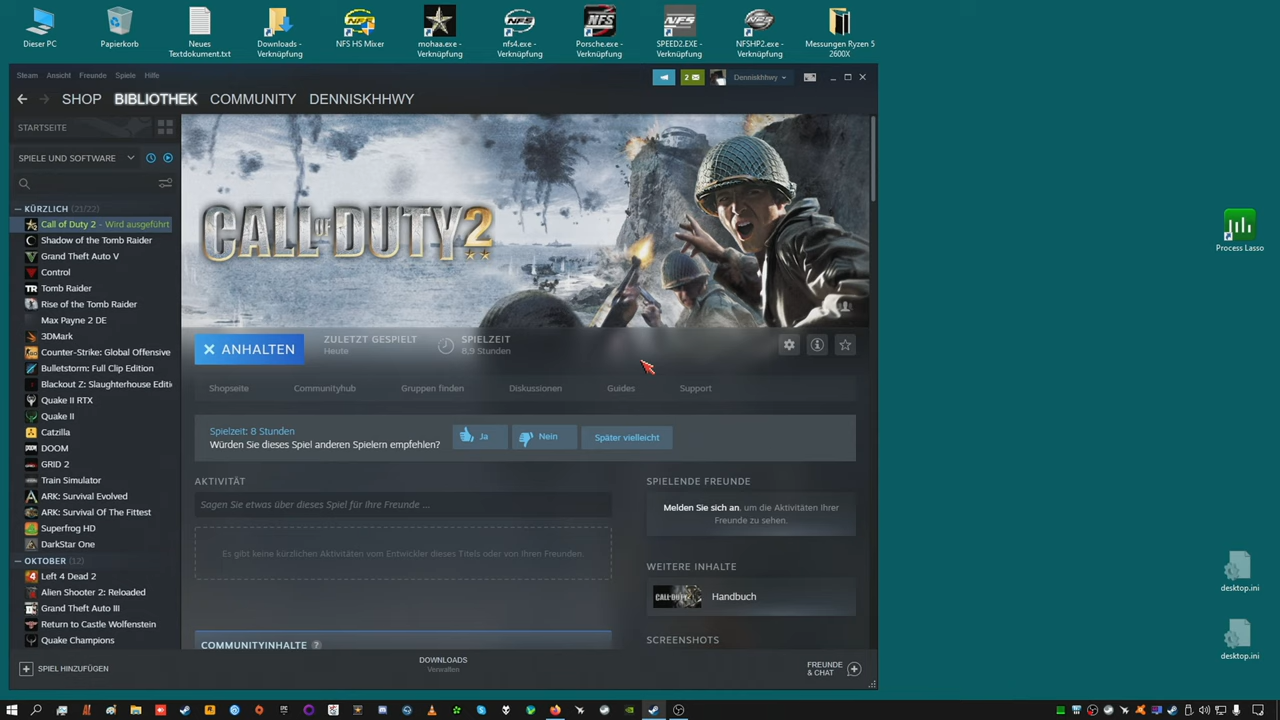 Dieser PC
Papierkorb
Neues
Textdokument.txt
Downloads -
Verknüpfung
NFS HS Mixer
mohaa.exe -
Verknüpfung
nfs4.exe -
Verknüpfung
Porsche.exe -
Verknüpfung
SPEED2.EXE -
Verknüpfung
NFSHP2.exe -
Verknüpfung
Messungen Ryzen 5
2600X
Steam Ansicht Freunde Spiele Hilfe
2
Denniskhhwy
SHOP BIBLIOTHEK COMMUNITY DENNISKHHWY
STARTSEITE
SPIELE UND SOFTWARE
KÜRZLICH (21/22)
Call of Duty 2 - Wird ausgeführt
Shadow of the Tomb Raider
Grand Theft Auto V
Control
Tomb Raider
Rise of the Tomb Raider
Max Payne 2 DE
3DMark
Counter-Strike: Global Offensive
Bulletstorm: Full Clip Edition
Blackout Z: Slaughterhouse Editi
Quake II RTX
Quake II
Catzilla
DOOM
GRID 2
Train Simulator
ARK: Survival Evolved
ARK: Survival Of The Fittest
Superfrog HD
DarkStar One
OKTOBER (12)
Left 4 Dead 2
Alien Shooter 2: Reloaded
Grand Theft Auto III
Return to Castle Wolfenstein
Quake Champions
SPIEL HINZUFÜGEN
CALL OF DUTY 2
ANHALTEN
ZULETZT GESPIELT
Heute
SPIELZEIT
8,9 Stunden
Shopseite Communityhub Gruppen finden Diskussionen Guides Support
Spielzeit: 8 Stunden
Würden Sie dieses Spiel anderen Spielern empfehlen?
Ja
Nein
Später vielleicht
AKTIVITÄT
Sagen Sie etwas über dieses Spiel für Ihre Freunde ...
Es gibt keine kürzlichen Aktivitäten vom Entwickler dieses Titels oder von Ihren Freunden.
COMMUNITYINHALTE ?
SPIELENDE FREUNDE
Melden Sie sich an, um die Aktivitäten Ihrer
Freunde zu sehen.
WEITERE INHALTE
CALL OF DUTY 2
Handbuch
SCREENSHOTS
DOWNLOADS
Verwalten
FREUNDE
& CHAT
Process Lasso
desktop.ini
desktop.ini